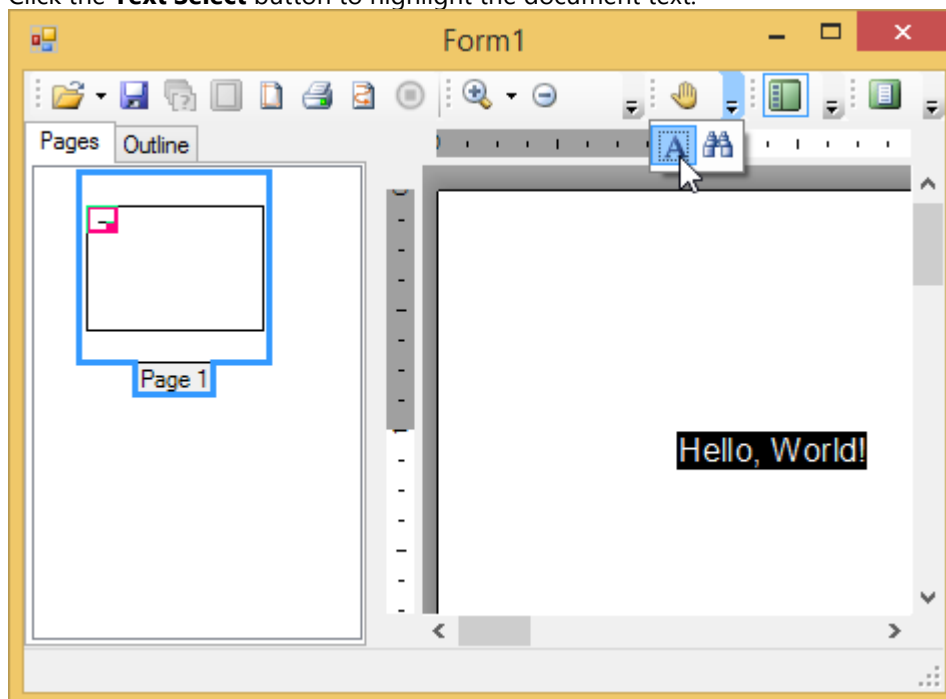 Click the Text Select button to highlight the document text.
Form1
Pages Outline
A
Page 1
Hello, World!